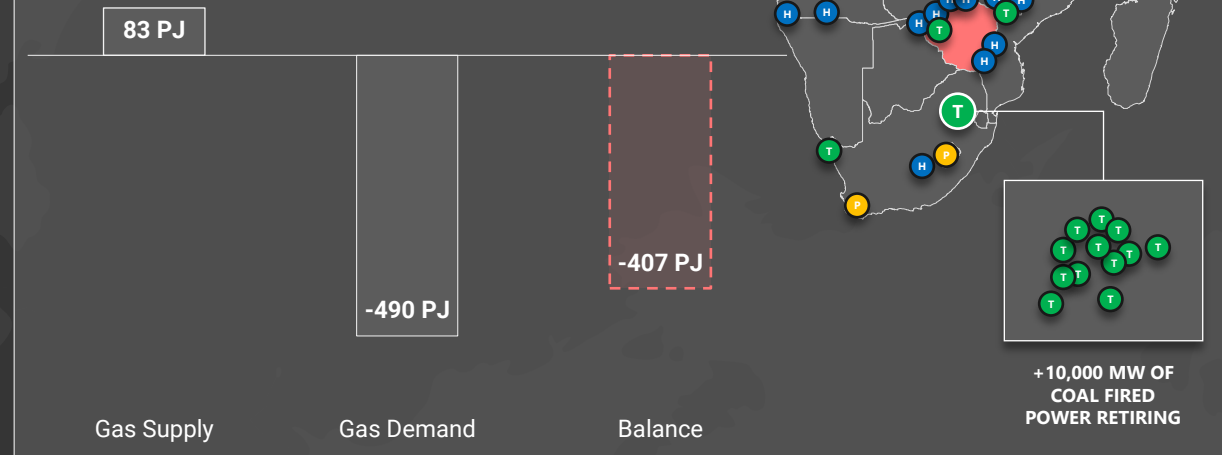 83 PJ
-490 PJ
-407 PJ
Gas Supply
Gas Demand
Balance
H
H
H
H
H
H
H
T
T
H
H
T
T
H
P
P
T
T
T
T
T
T
T
T
T
T
T
T
+10,000 MW OF
COAL FIRED
POWER RETIRING